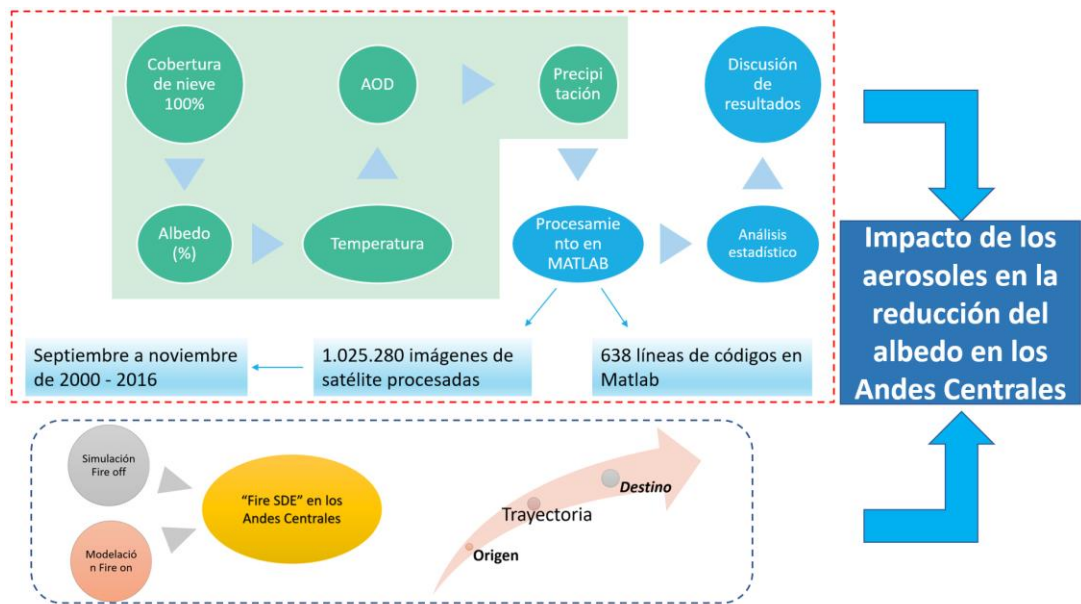 Cobertura
de nieve
100%
AOD
Precipi
tación
Discusión
de
resultados
Albedo
(%)
Temperatura
Procesamie
nto en
MATLAB
Análisis
estadístico
Septiembre a noviembre
de 2000 - 2016
1.025.280 imágenes de
satélite procesadas
638 líneas de códigos en
Matlab
Impacto de los
aerosoles en la
reducción del
albedo en los
Andes Centrales
Simulación
Fire off
Modelació
n Fire on
“Fire SDE” en los
Andes Centrales
Destino
Trayectoria
Origen